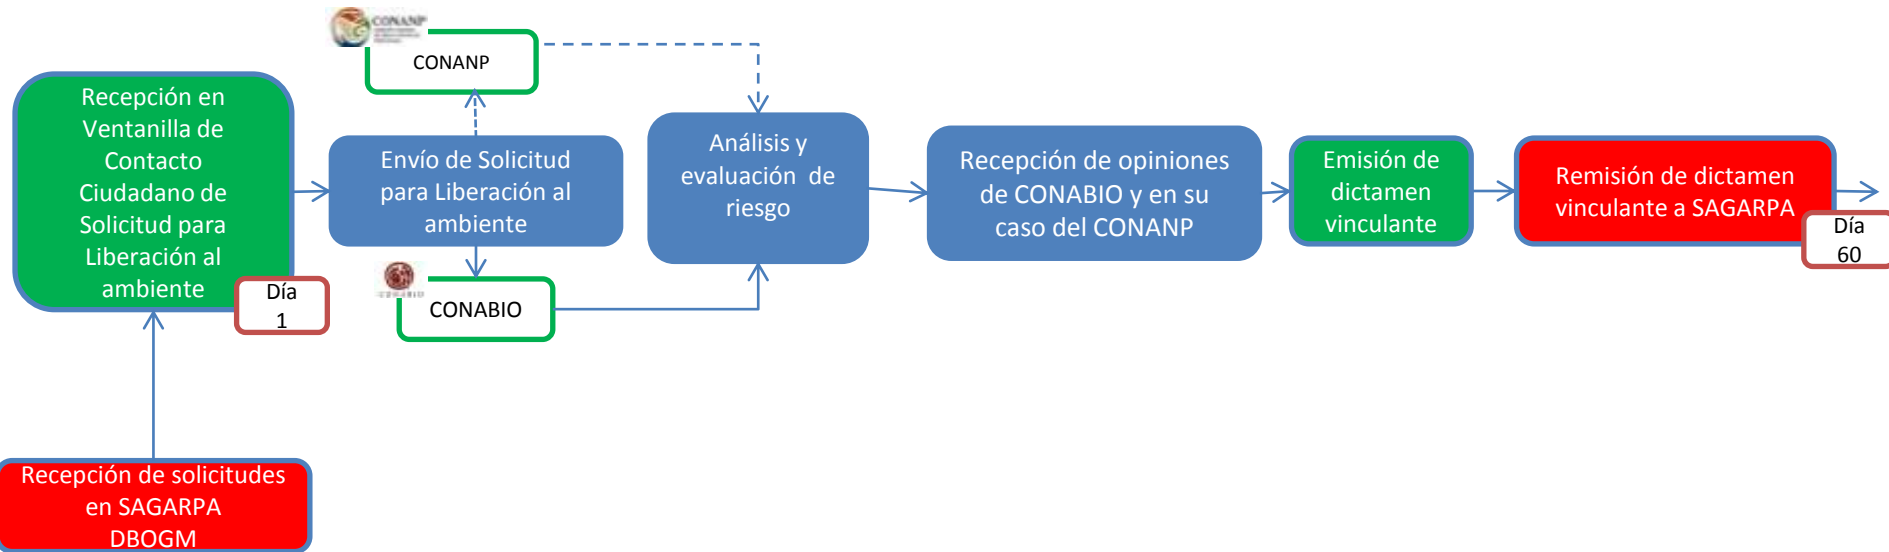 CONANP
CONANP
Recepción en
Ventanilla de
Contacto
Ciudadano de
Solicitud para
Liberación al
ambiente
Día
1
Envío de Solicitud
para Liberación al
ambiente
CONABIO
CONABIO
Análisis y
evaluación de
riesgo
Recepción de opiniones
de CONABIO y en su
caso del CONANP
Emisión de
dictamen
vinculante
Remisión de dictamen
vinculante a SAGARPA
Día
60
Recepción de solicitudes
en SAGARPA
DBOGM